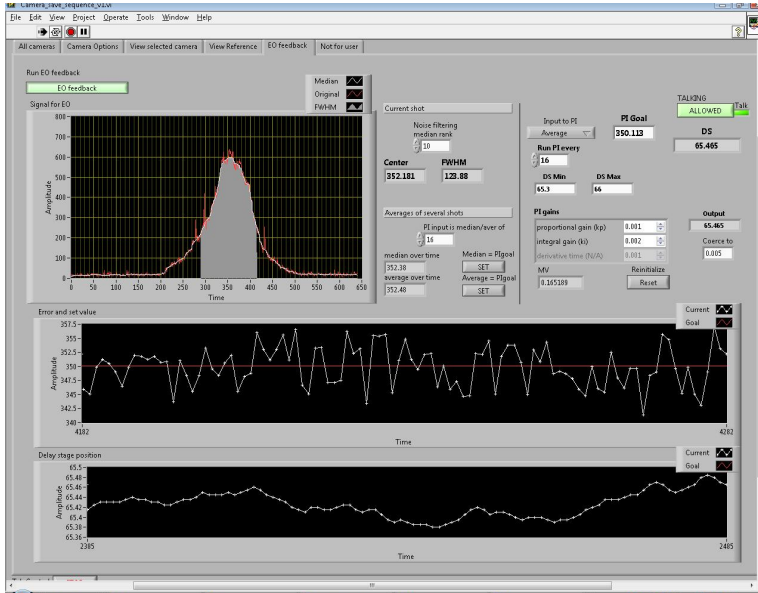 Camera_save_sequence_v1.vi
File Edit View Project Operate Tools Window Help
All cameras Camera Options View selected camera View Reference EO feedback Not for user
Run EO feedback
EO feedback
Signal for EO
Median
Original
FWHM
800-
700-
600-
500-
400-
300-
200-
100-
0-
Amplitude
0 50 100 150 200 250 300 350 400 450 500 550 600 650
Time
Current shot
Noise filtering
median rank
10
Center FWHM
352.181 123.88
Averages of several shots
PI input is median/aver of
16
median over time Median = PIgoal
352.38 SET
average over time Average = PIgoal
352.48 SET
Input to PI PI Goal
Average 350.113
Run PI every
16
DS Min DS Max
65.3 66
TALKING
ALLOWED Talk
DS
65.465
PI gains
proportional gain (kp) 0.001
integral gain (ki) 0.002
derivative time (N/A) 0.001
Output
65.465
Coerce to
0.005
MV Reinitialize
0.165189 Reset
Error and set value
Current
Goal
357.5-
355-
352.5-
350-
347.5-
345-
342.5-
340-
Amplitude
4182 4282
Time
Delay stage position
Current
Goal
65.5-
65.48-
65.46-
65.44-
65.42-
65.4-
65.38-
65.36-
Amplitude
2385 2485
Time